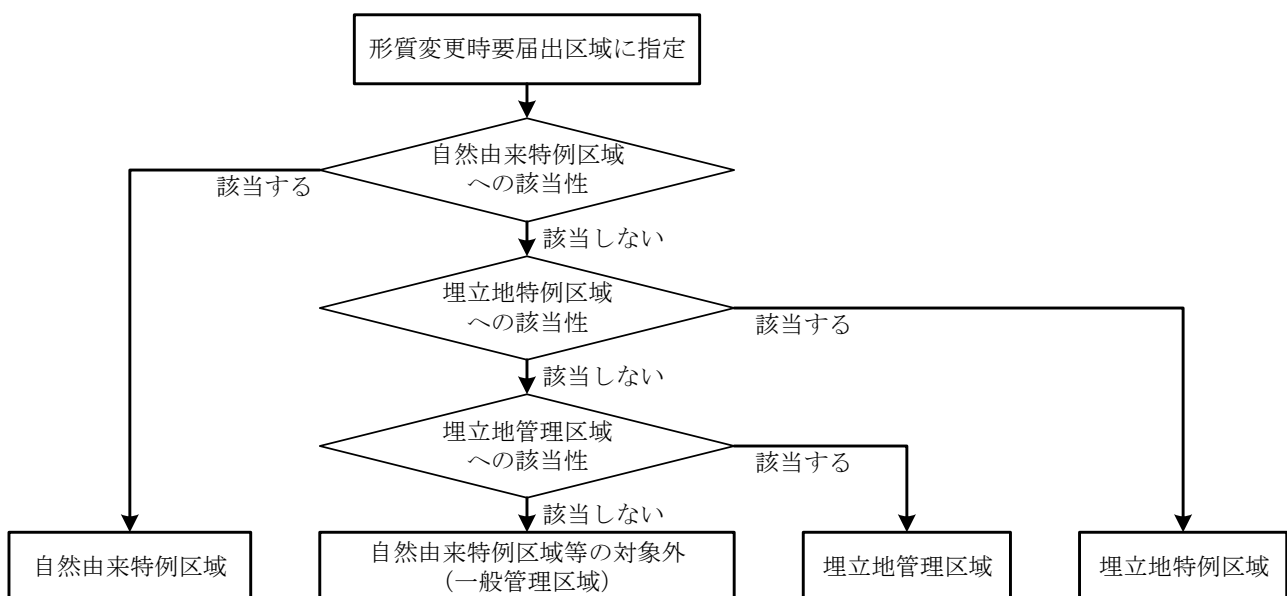 形質変更時要届出区域に指定
自然由来特例区域
への該当性
該当する
該当しない
埋立地特例区域
への該当性
該当する
該当しない
埋立地管理区域
への該当性
該当する
該当しない
自然由来特例区域
自然由来特例区域等の対象外
（一般管理区域）
埋立地管理区域
埋立地特例区域